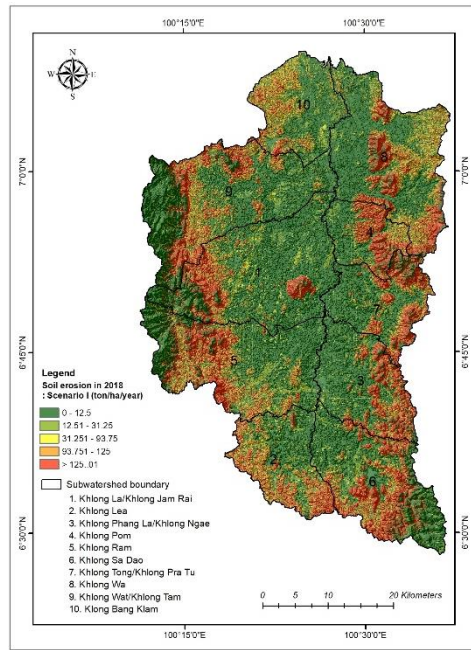 100°15'0"E 100°30'0"E
N
W E
S
10
8
7°0'0"N 7°0'0"N
9
4
1
7
6°45'0"N 6°45'0"N
5
3
Legend
Soil erosion in 2018
: Scenario I (ton/ha/year)
0 - 12.5
12.51 - 31.25
31.251 - 93.75
93.751 - 125
> 125..01
2
6
Subwatershed boundary
1. Khlong La/Khlong Jam Rai
2. Khlong Lea
3. Khlong Phang La/Khlong Ngae
4. Khlong Pom
5. Khlong Ram
6. Khlong Sa Dao
7. Khlong Tong/Khlong Pra Tu
8. Khlong Wa
9. Khlong Wat/Khlong Tam
10. Klong Bang Klam
6°30'0"N 6°30'0"N
0 5 10 20 Kilometers
100°15'0"E 100°30'0"E